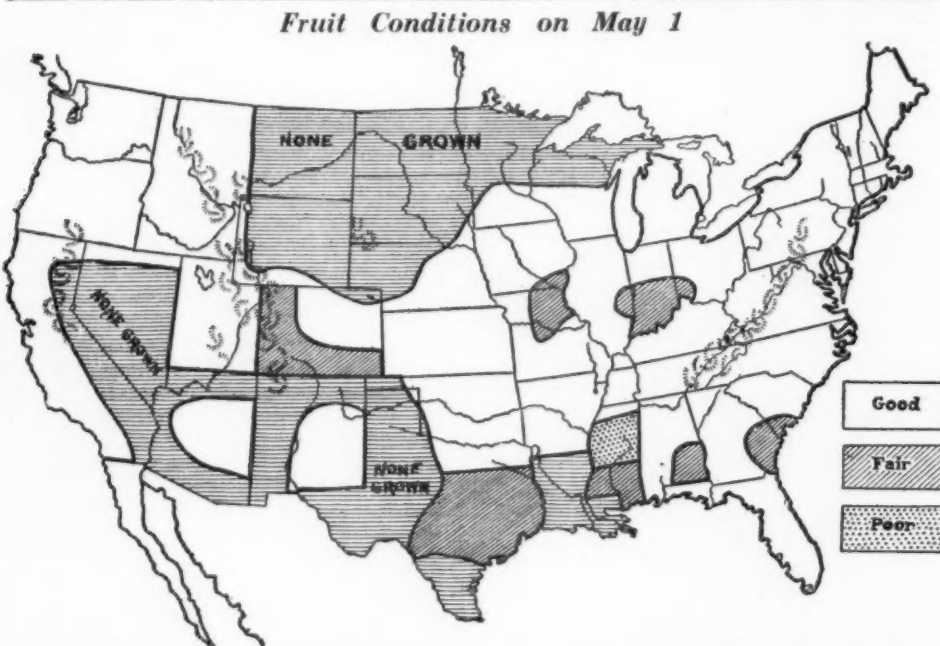 Fruit Conditions on May 1
NONE GROWN
NONE GROWN
NONE
GROWN
Good
Fair
Poor